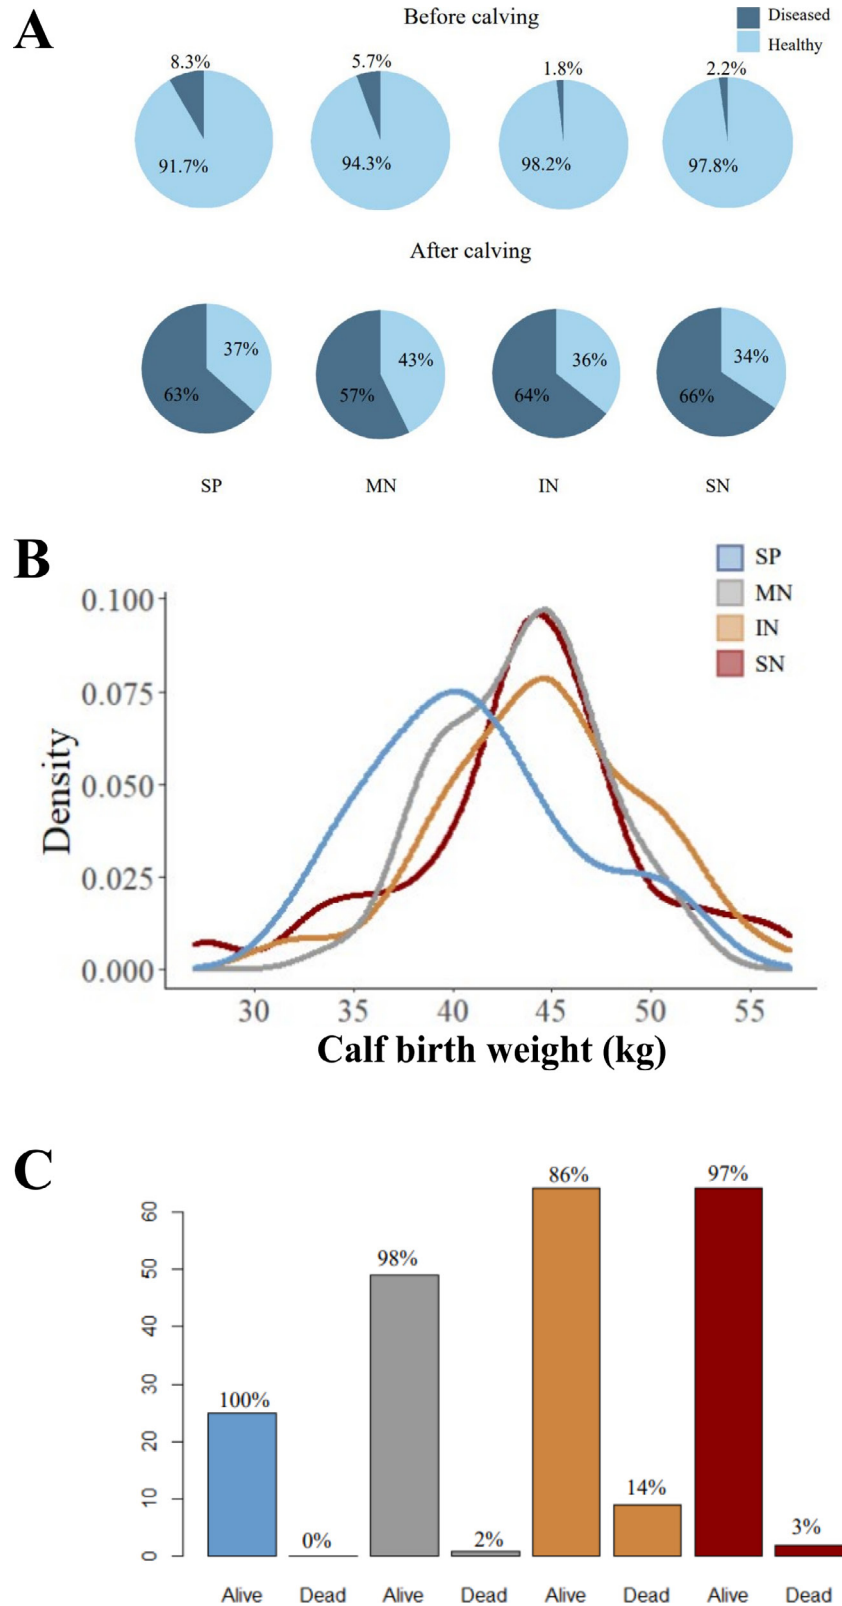 A
Before calving
Diseased
Healthy
8.3%
5.7%
1.8%
2.2%
91.7%
94.3%
98.2%
97.8%
After calving
37%
43%
36%
34%
63%
57%
64%
66%
SP
MN
IN
SN
B
SP
MN
IN
SN
0.100
0.075
0.050
0.025
0.000
Density
30 35 40 45 50 55
Calf birth weight (kg)
C
60
50
40
30
20
10
0
100%
0%
98%
2%
86%
14%
97%
3%
Alive Dead Alive Dead Alive Dead Alive Dead